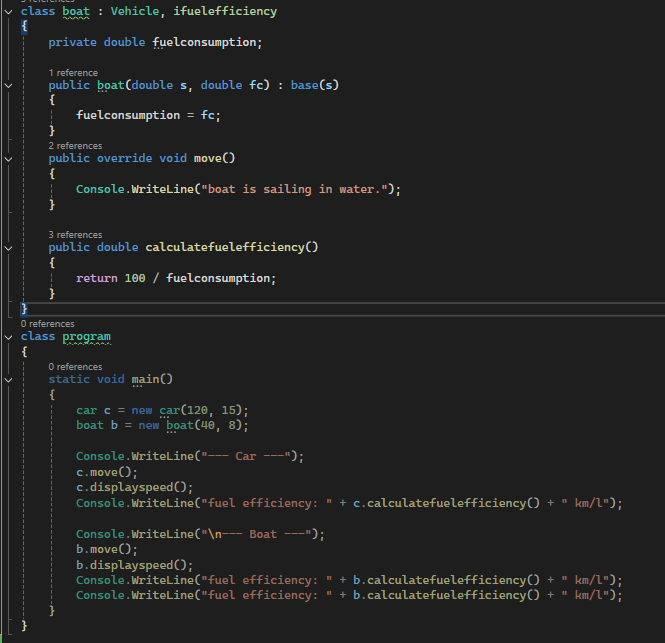 class boat : Vehicle, ifuelefficiency
{
private double fuelconsumption;
1 reference
public boat(double s, double fc) : base(s)
{
fuelconsumption = fc;
}
2 references
public override void move()
{
Console.WriteLine("boat is sailing in water.");
}
3 references
public double calculatefuelefficiency()
{
return 100 / fuelconsumption;
}
}
0 references
class program
{
0 references
static void main()
{
car c = new car(120, 15);
boat b = new boat(40, 8);
Console.WriteLine("--- Car ---");
c.move();
c.displayspeed();
Console.WriteLine("fuel efficiency: " + c.calculatefuelefficiency() + " km/l");
Console.WriteLine("\n--- Boat ---");
b.move();
b.displayspeed();
Console.WriteLine("fuel efficiency: " + b.calculatefuelefficiency() + " km/l");
Console.WriteLine("fuel efficiency: " + b.calculatefuelefficiency() + " km/l");
}
}